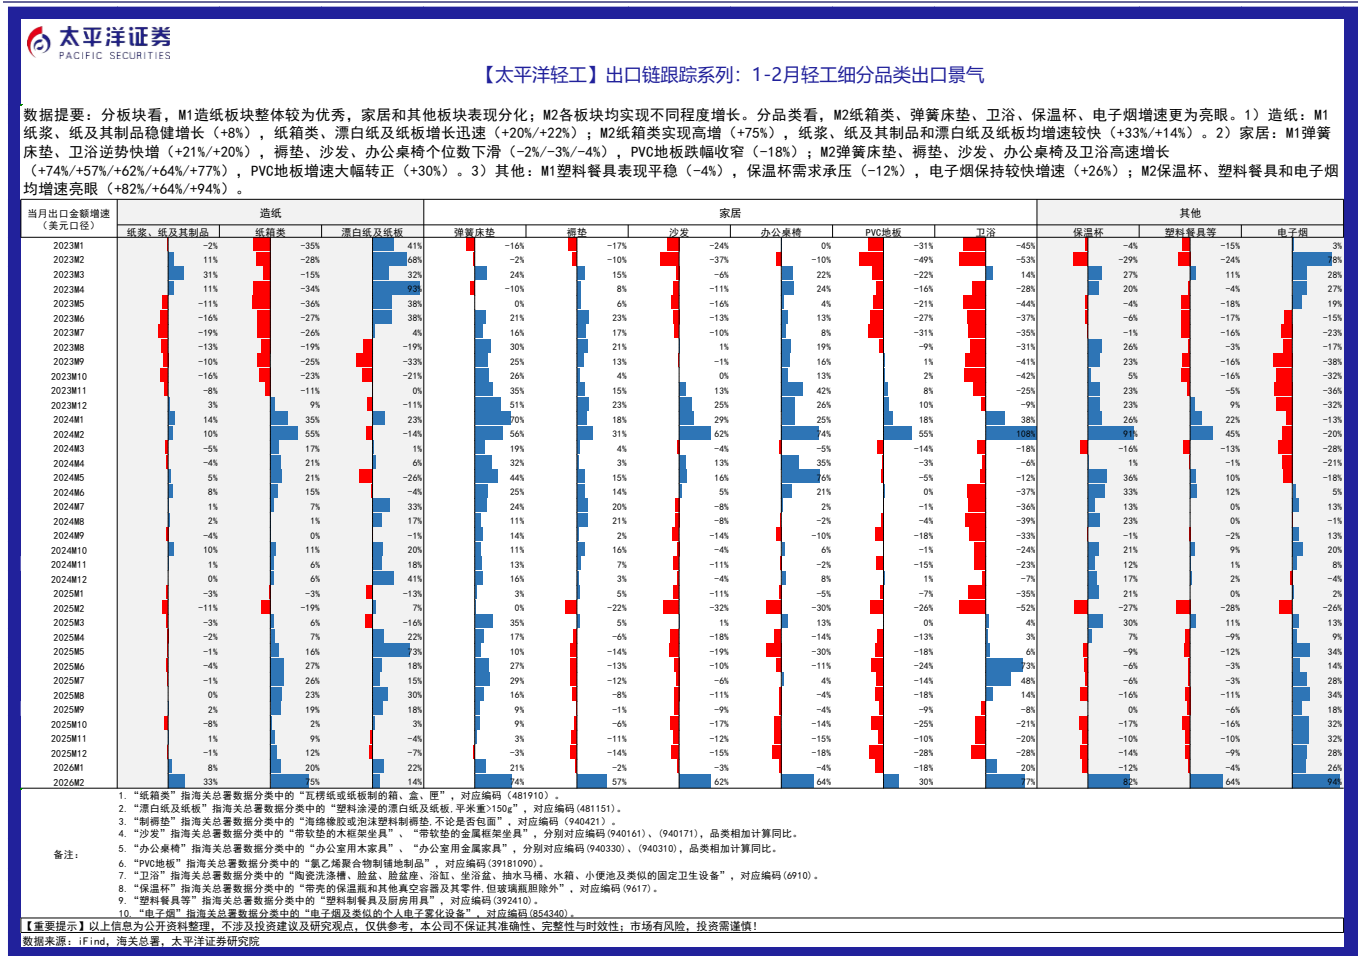 太平洋证券
PACIFIC SECURITIES
【太平洋轻工】出口链跟踪系列：1-2月轻工细分品类出口景气
数据提要：分板块看，M1造纸板块整体较为优秀，家居和其他板块表现分化；M2各板块均实现不同程度增长。分品类看，M2纸箱类、弹簧床垫、卫浴、保温杯、电子烟增速更为亮眼。1）造纸：M1
纸浆、纸及其制品稳健增长（+8%），纸箱类、漂白纸及纸板增长迅速（+20%/+22%）；M2纸箱类实现高增（+75%），纸浆、纸及其制品和漂白纸及纸板均增速较快（+33%/+14%）。2）家居：M1弹簧
床垫、卫浴逆势快增（+21%/+20%），褥垫、沙发、办公桌椅个位数下滑（-2%/-3%/-4%），PVC地板跌幅收窄（-18%）；M2弹簧床垫、褥垫、沙发、办公桌椅及卫浴高速增长
（+74%/+57%/+62%/+64%/+77%），PVC地板增速大幅转正（+30%）。3）其他：M1塑料餐具表现平稳（-4%），保温杯需求承压（-12%），电子烟保持较快增速（+26%）；M2保温杯、塑料餐具和电子烟
均增速亮眼（+82%/+64%/+94%）。
当月出口金额增速 造纸 家居 其他
（美元口径） 纸浆、纸及其制品 纸箱类 漂白纸及纸板 弹簧床垫 褥垫 沙发 办公桌椅 PVC地板 卫浴 保温杯 塑料餐具等 电子烟
2023M1 -2% -35% 41% -16% -17% -24% 0% -31% -45% -4% -15% 3%
2023M2 11% -28% 68% -2% -10% -37% -10% -49% -53% -29% -24% 78%
2023M3 31% -15% 32% 24% 15% -6% 22% -22% 14% 27% 11% 28%
2023M4 11% -34% 93% -10% 8% -11% 24% -16% -28% 20% -4% 27%
2023M5 -11% -36% 38% 0% 6% -16% 4% -21% -44% -4% -18% 19%
2023M6 -16% -27% 38% 21% 23% -13% 13% -27% -37% -6% -17% -15%
2023M7 -19% -26% 4% 16% 17% -10% 8% -31% -35% -1% -16% -23%
2023M8 -13% -19% -19% 30% 21% 1% 19% -9% -31% 26% -3% -17%
2023M9 -10% -25% -33% 25% 13% -1% 16% 1% -41% 23% -16% -38%
2023M10 -16% -23% -21% 26% 4% 0% 13% 2% -42% 5% -16% -32%
2023M11 -8% -11% 0% 35% 15% 13% 42% 8% -25% 23% -5% -36%
2023M12 3% 9% -11% 51% 23% 25% 26% 10% -9% 23% 9% -32%
2024M1 14% 35% 23% 70% 18% 29% 25% 18% 38% 26% 22% -13%
2024M2 10% 55% -14% 56% 31% 62% 74% 55% 108% 91% 45% -20%
2024M3 -5% 17% 1% 19% 4% -4% -5% -14% -18% -16% -13% -28%
2024M4 -4% 21% 6% 32% 3% 13% 35% -3% -6% 1% -1% -21%
2024M5 5% 21% -26% 44% 15% 16% 76% -5% -12% 36% 10% -18%
2024M6 8% 15% -4% 25% 14% 5% 21% 0% -37% 33% 12% 5%
2024M7 1% 7% 33% 24% 20% -8% 2% -1% -36% 13% 0% 13%
2024M8 2% 1% 17% 11% 21% -8% -2% -4% -39% 23% 0% -1%
2024M9 -4% 0% -1% 14% 2% -14% -10% -18% -33% -1% -2% 13%
2024M10 10% 11% 20% 11% 16% -4% 6% -1% -24% 21% 9% 20%
2024M11 1% 6% 18% 13% 7% -11% -2% -15% -23% 12% 1% 8%
2024M12 0% 6% 41% 16% 3% -4% 8% 1% -7% 17% 2% -4%
2025M1 -3% -3% -13% 3% 5% -11% -5% -7% -35% 21% 0% 2%
2025M2 -11% -19% 7% 0% -22% -32% -30% -26% -52% -27% -28% -26%
2025M3 -3% 6% -16% 35% 5% 1% 13% 0% 4% 30% 11% 13%
2025M4 -2% 7% 22% 17% -6% -18% -14% -13% 3% 7% -9% 9%
2025M5 -1% 16% 73% 10% -14% -19% -30% -18% 6% -9% -12% 34%
2025M6 -4% 27% 18% 27% -13% -10% -11% -24% 73% -6% -3% 14%
2025M7 -1% 26% 15% 29% -12% -6% 4% -14% 48% -6% -3% 28%
2025M8 0% 23% 30% 16% -8% -11% -4% -18% 14% -16% -11% 34%
2025M9 2% 19% 18% 9% -1% -9% -4% -9% -8% 0% -6% 18%
2025M10 -8% 2% 3% 9% -6% -17% -14% -25% -21% -17% -16% 32%
2025M11 1% 9% -4% 3% -11% -12% -15% -10% -20% -10% -10% 32%
2025M12 -1% 12% -7% -3% -14% -15% -18% -28% -28% -14% -9% 28%
2026M1 8% 20% 22% 21% -2% -3% -4% -18% 20% -12% -4% 26%
2026M2 33% 75% 14% 74% 57% 62% 64% 30% 77% 82% 64% 94%
备注：
1. “纸箱类”指海关总署数据分类中的“瓦楞纸或纸板制的箱、盒、匣”，对应编码（481910）。
2. “漂白纸及纸板”指海关总署数据分类中的“塑料涂浸的漂白纸及纸板,平米重>150g”，对应编码(481151)。
3. “制褥垫”指海关总署数据分类中的“海绵橡胶或泡沫塑料制褥垫,不论是否包面”，对应编码（940421）。
4. “沙发”指海关总署数据分类中的“带软垫的木框架坐具”、“带软垫的金属框架坐具”，分别对应编码(940161)、(940171)，品类相加计算同比。
5. “办公桌椅”指海关总署数据分类中的“办公室用木家具”、“办公室用金属家具”，分别对应编码(940330)、(940310)，品类相加计算同比。
6. “PVC地板”指海关总署数据分类中的“氯乙烯聚合物制铺地制品”，对应编码(39181090)。
7. “卫浴”指海关总署数据分类中的“陶瓷洗涤槽、脸盆、脸盆座、浴缸、坐浴盆、抽水马桶、水箱、小便池及类似的固定卫生设备”，对应编码(6910)。
8. “保温杯”指海关总署数据分类中的“带壳的保温瓶和其他真空容器及其零件,但玻璃瓶胆除外”，对应编码(9617)。
9. “塑料餐具等”指海关总署数据分类中的“塑料制餐具及厨房用具”，对应编码(392410)。
10. “电子烟”指海关总署数据分类中的“电子烟及类似的个人电子雾化设备”，对应编码(854340)。
【重要提示】以上信息为公开资料整理，不涉及投资建议及研究观点，仅供参考，本公司不保证其准确性、完整性与时效性；市场有风险，投资需谨慎！
数据来源：iFind，海关总署，太平洋证券研究院